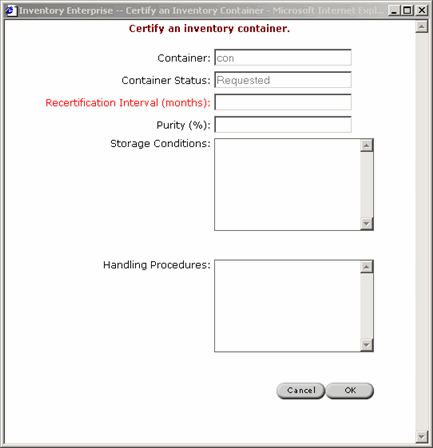 Inventory Enterprise -- Certify an Inventory Container - Microsoft Internet Expl...
Certify an inventory container.
Container: con
Container Status: Requested
Recertification Interval (months):
Purity (%):
Storage Conditions:
Handling Procedures:
Cancel OK